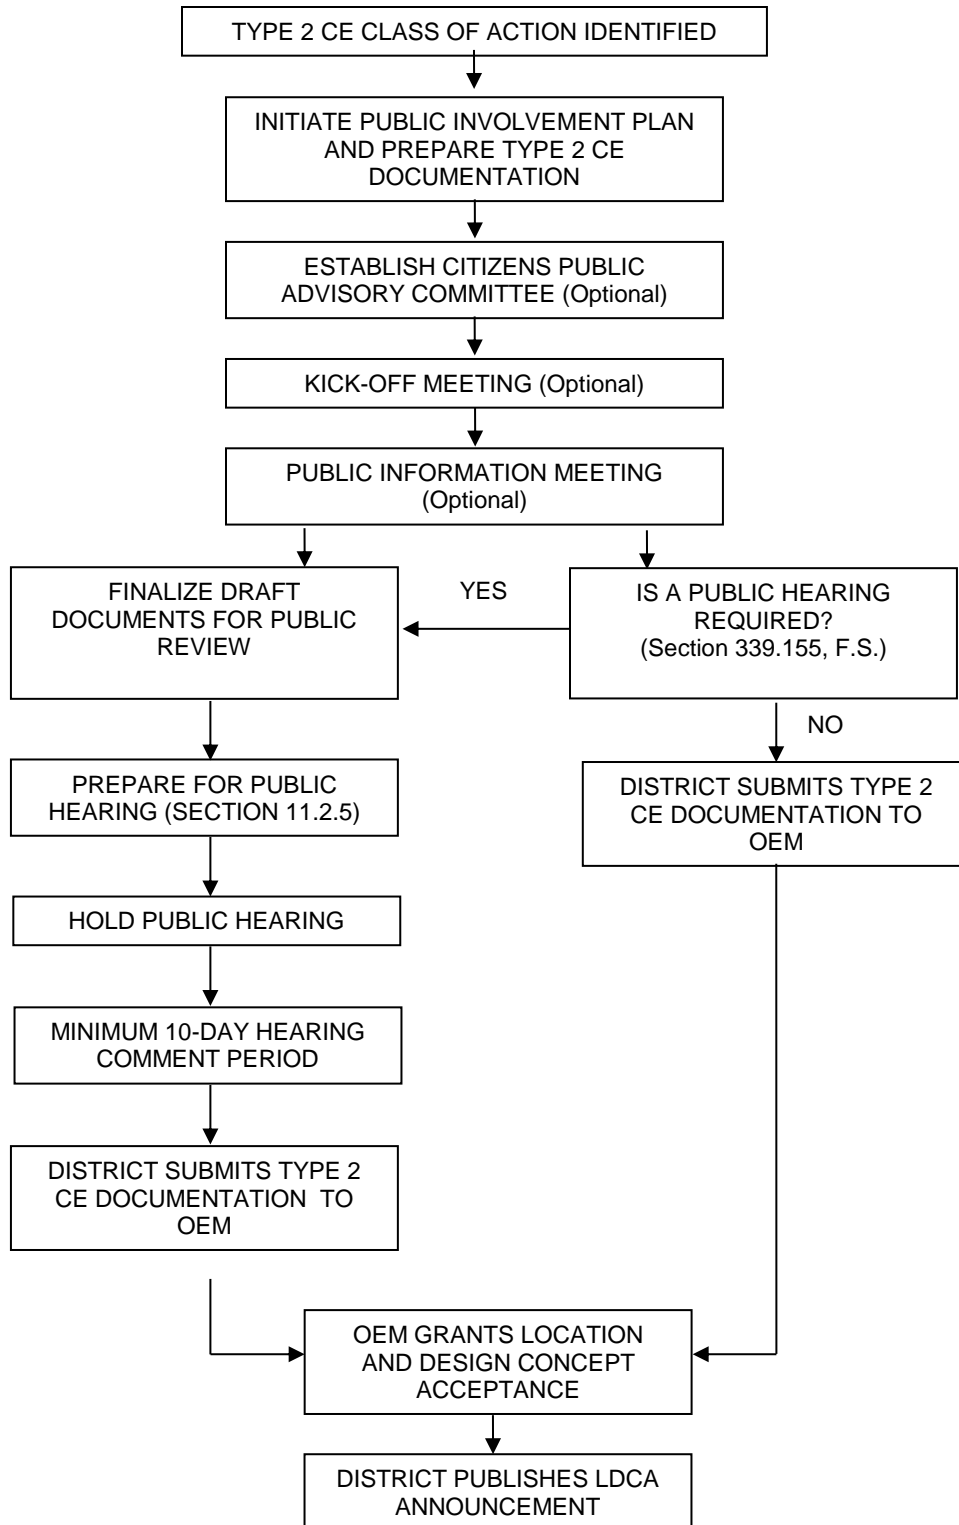 TYPE 2 CE CLASS OF ACTION IDENTIFIED
INITIATE PUBLIC INVOLVEMENT PLAN
AND PREPARE TYPE 2 CE
DOCUMENTATION
ESTABLISH CITIZENS PUBLIC
ADVISORY COMMITTEE (Optional)
KICK-OFF MEETING (Optional)
PUBLIC INFORMATION MEETING
(Optional)
FINALIZE DRAFT
DOCUMENTS FOR PUBLIC
REVIEW
YES
IS A PUBLIC HEARING
REQUIRED?
(Section 339.155, F.S.)
NO
PREPARE FOR PUBLIC
HEARING (SECTION 11.2.5)
DISTRICT SUBMITS TYPE 2
CE DOCUMENTATION TO
OEM
HOLD PUBLIC HEARING
MINIMUM 10-DAY HEARING
COMMENT PERIOD
DISTRICT SUBMITS TYPE 2
CE DOCUMENTATION TO
OEM
OEM GRANTS LOCATION
AND DESIGN CONCEPT
ACCEPTANCE
DISTRICT PUBLISHES LDCA
ANNOUNCEMENT